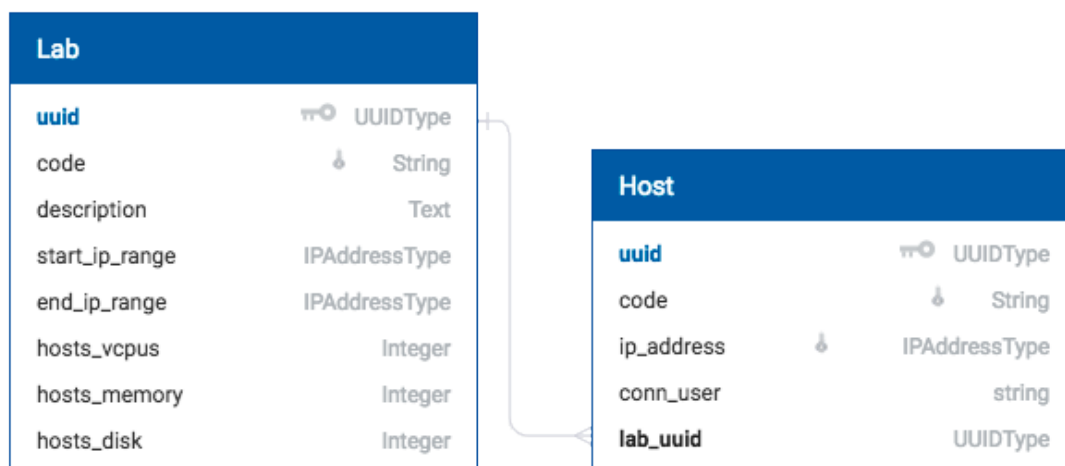 Lab
uuid UUIDType
code String
description Text
start_ip_range IPAddressType
end_ip_range IPAddressType
hosts_vcpus Integer
hosts_memory Integer
hosts_disk Integer
Host
uuid UUIDType
code String
ip_address IPAddressType
conn_user string
lab_uuid UUIDType